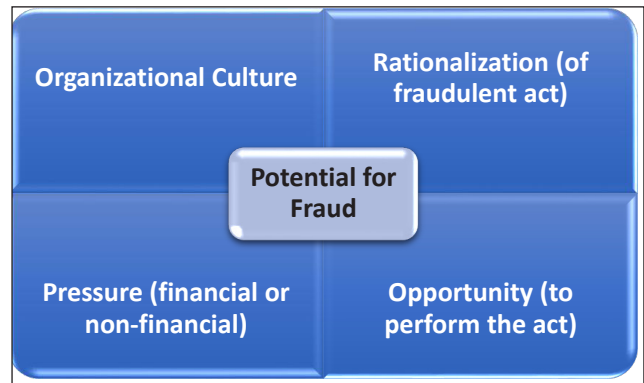 Organizational Culture
Rationalization (of
fraudulent act)
Potential for
Fraud
Pressure (financial or
non-financial)
Opportunity (to
perform the act)